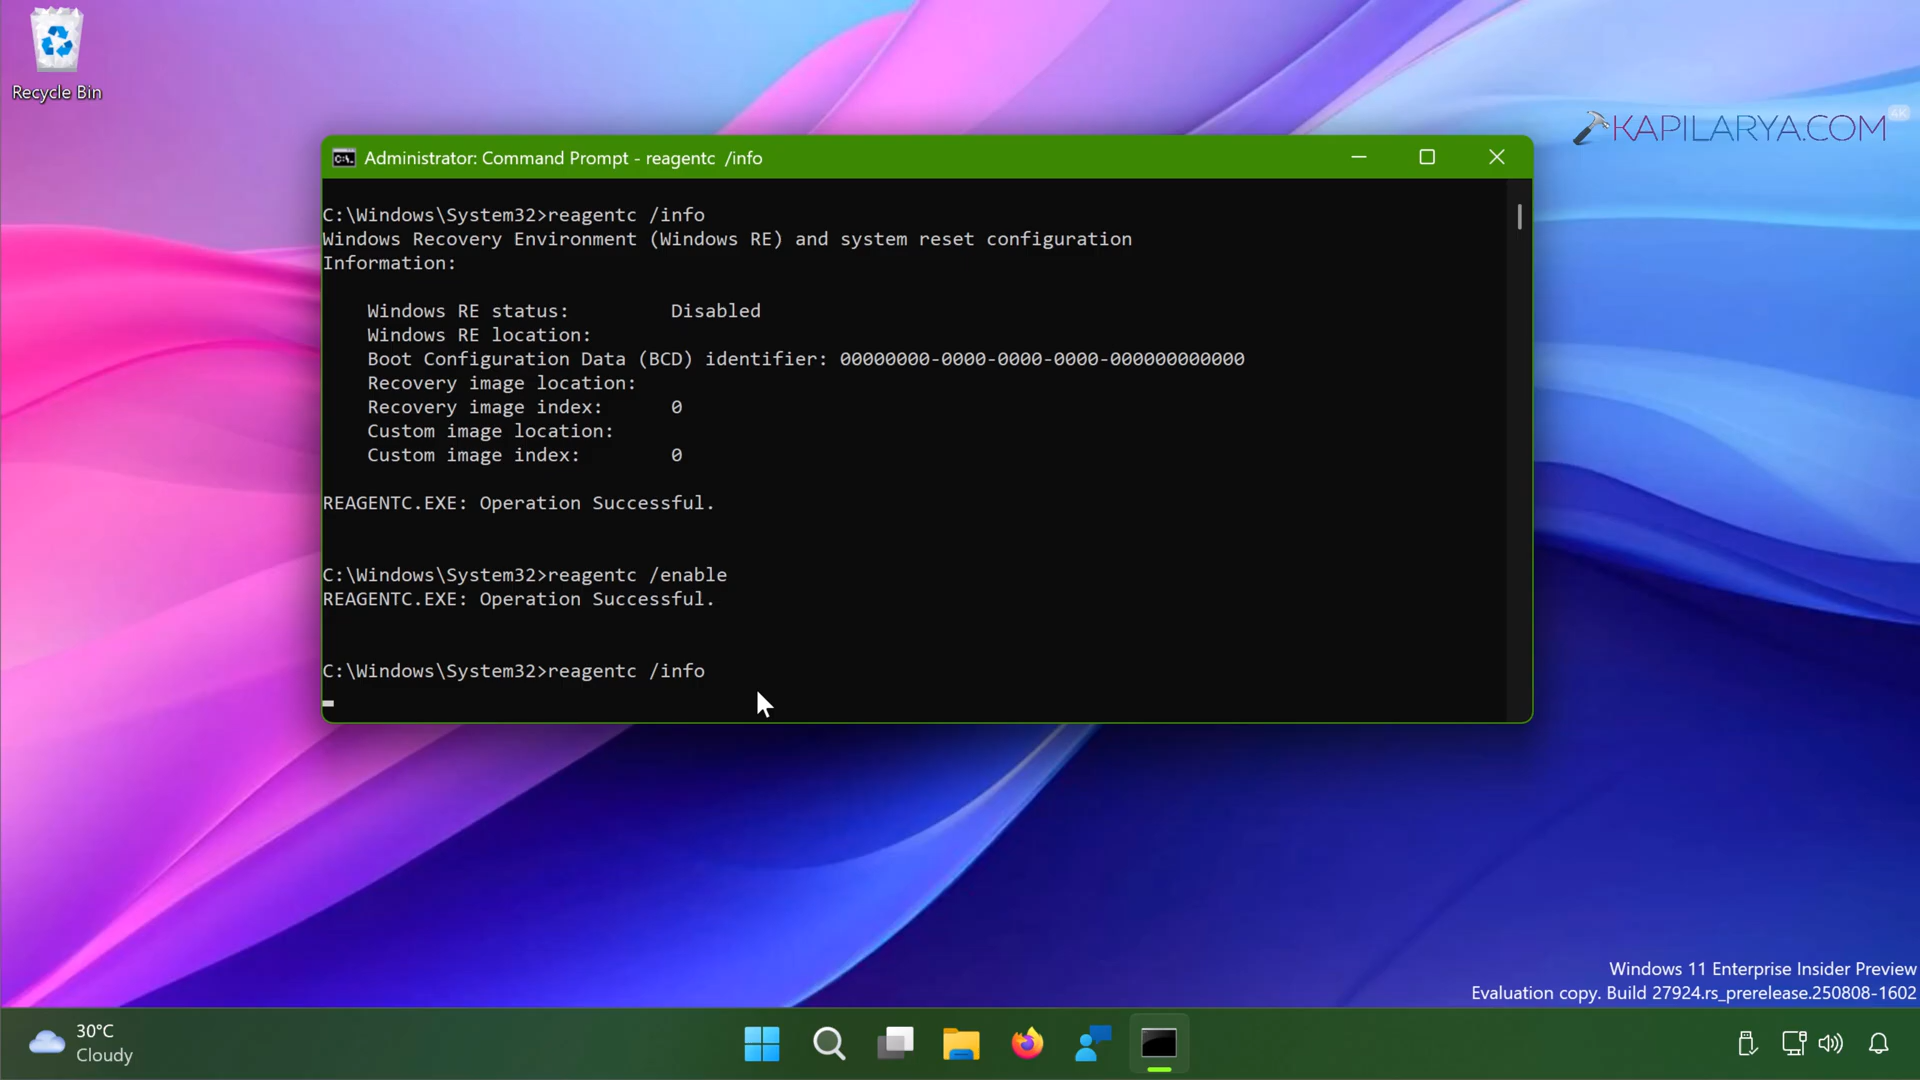 Recycle Bin
KAPILARYA.COM
4K
Administrator: Command Prompt - reagentc  /info
C:\Windows\System32>reagentc /info
Windows Recovery Environment (Windows RE) and system reset configuration
Information:
Windows RE status:         Disabled
Windows RE location:
Boot Configuration Data (BCD) identifier: 00000000-0000-0000-0000-000000000000
Recovery image location:
Recovery image index:      0
Custom image location:
Custom image index:        0
REAGENTC.EXE: Operation Successful.
C:\Windows\System32>reagentc /enable
REAGENTC.EXE: Operation Successful.
C:\Windows\System32>reagentc /info
Windows 11 Enterprise Insider Preview
Evaluation copy. Build 27924.rs_prerelease.250808-1602
30°C
Cloudy